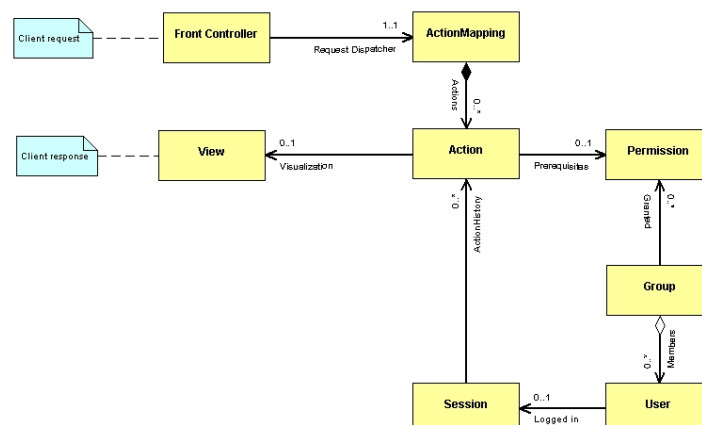 Client request
Front Controller
1..1
Request Dispatcher
ActionMapping
Actions
0..*
Client response
View
0..1
Visualization
Action
0..1
Prerequisites
Permission
0..*
ActionHistory
0..*
Granted
Group
Members
0..*
Session
0..1
Logged in
User